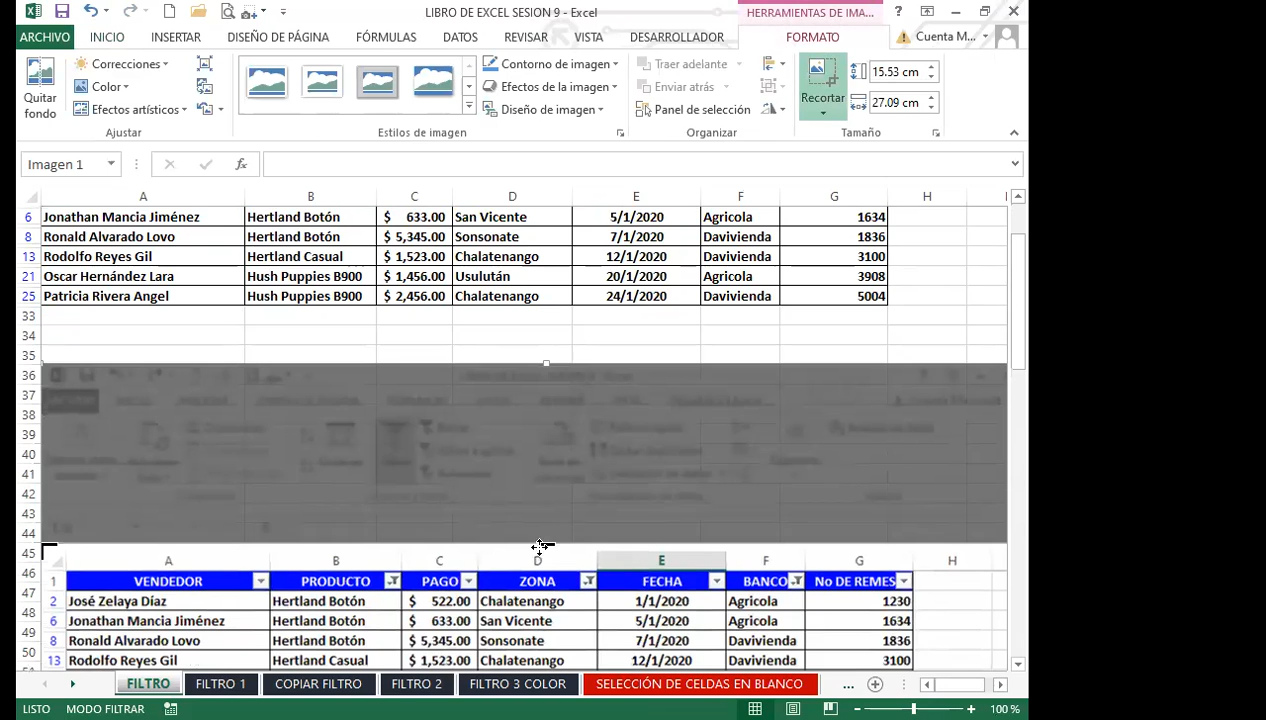 LIBRO DE EXCEL SESION 9 - Excel
HERRAMIENTAS DE IMA...
ARCHIVO INICIO INSERTAR DISEÑO DE PÁGINA FÓRMULAS DATOS REVISAR VISTA DESARROLLADOR FORMATO Cuenta M...
Quitar fondo
Correcciones
Color
Efectos artísticos
Ajustar
Estilos de imagen
Contorno de imagen
Efectos de la imagen
Diseño de imagen
Traer adelante
Enviar atrás
Panel de selección
Organizar
Recortar
15.53 cm
27.09 cm
Tamaño
Imagen 1
fx
A B C D E F G H I
6 Jonathan Mancia Jiménez Hertland Botón $ 633.00 San Vicente 5/1/2020 Agricola 1634
8 Ronald Alvarado Lovo Hertland Botón $ 5,345.00 Sonsonate 7/1/2020 Davivienda 1836
13 Rodolfo Reyes Gil Hertland Casual $ 1,523.00 Chalatenango 12/1/2020 Davivienda 3100
21 Oscar Hernández Lara Hush Puppies B900 $ 1,456.00 Usulután 20/1/2020 Agricola 3908
25 Patricia Rivera Angel Hush Puppies B900 $ 2,456.00 Chalatenango 24/1/2020 Davivienda 5004
33
34
35
36
37
38
39
40
41
42
43
44
45
46
47
48
49
50
A B C D E F G H
1 VENDEDOR PRODUCTO PAGO ZONA FECHA BANCO No DE REMES
2 José Zelaya Díaz Hertland Botón $ 522.00 Chalatenango 1/1/2020 Agricola 1230
6 Jonathan Mancia Jiménez Hertland Botón $ 633.00 San Vicente 5/1/2020 Agricola 1634
8 Ronald Alvarado Lovo Hertland Botón $ 5,345.00 Sonsonate 7/1/2020 Davivienda 1836
13 Rodolfo Reyes Gil Hertland Casual $ 1,523.00 Chalatenango 12/1/2020 Davivienda 3100
FILTRO FILTRO 1 COPIAR FILTRO FILTRO 2 FILTRO 3 COLOR SELECCIÓN DE CELDAS EN BLANCO ...
LISTO MODO FILTRAR 100 %